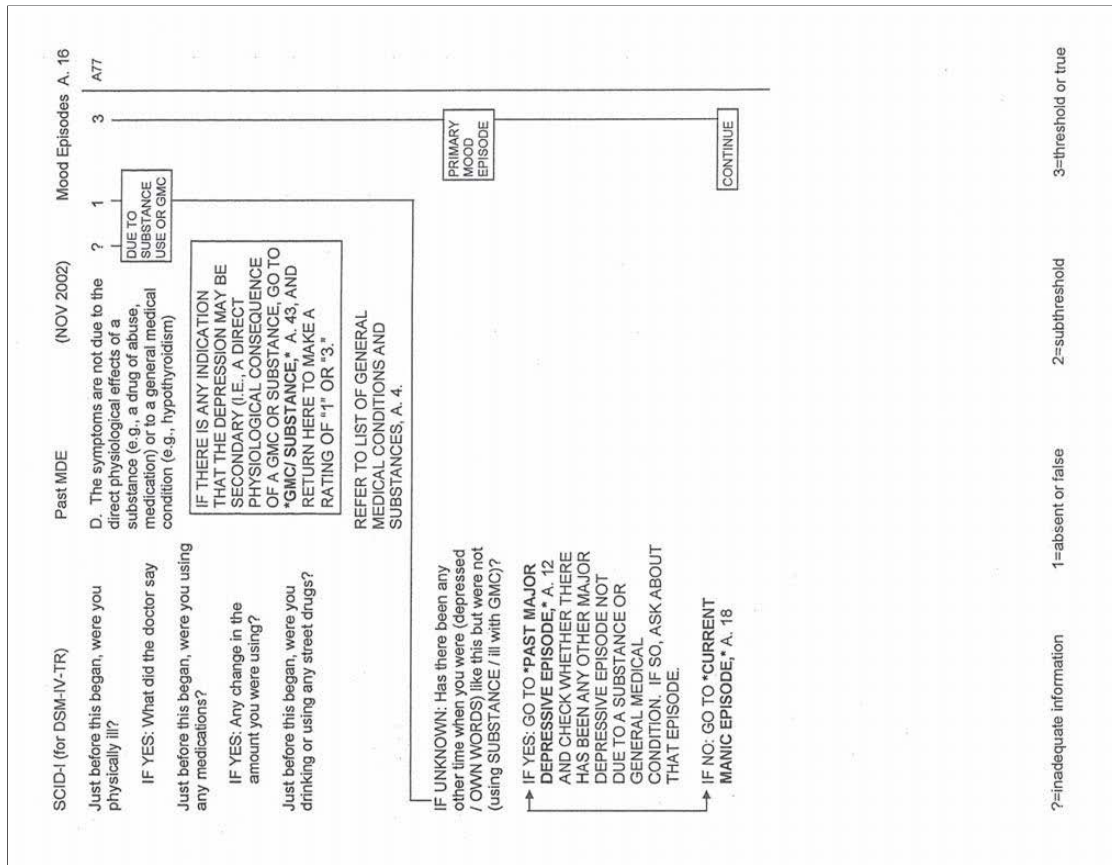 SCID-I (for DSM-IV-TR) Past MDE (NOV 2002) Mood Episodes A. 16
Just before this began, were you
physically ill?
IF YES: What did the doctor say
Just before this began, were you using
any medications?
IF YES: Any change in the
amount you were using?
Just before this began, were you
drinking or using any street drugs?
D. The symptoms are not due to the
direct physiological effects of a
substance (e.g., a drug of abuse,
medication) or to a general medical
condition (e.g., hypothyroidism)
? 1 3 A77
DUE TO
SUBSTANCE
USE OR GMC
IF THERE IS ANY INDICATION
THAT THE DEPRESSION MAY BE
SECONDARY (I.E., A DIRECT
PHYSIOLOGICAL CONSEQUENCE
OF A GMC OR SUBSTANCE, GO TO
*GMC/ SUBSTANCE,* A. 43, AND
RETURN HERE TO MAKE A
RATING OF "1" OR "3."
REFER TO LIST OF GENERAL
MEDICAL CONDITIONS AND
SUBSTANCES, A. 4.
PRIMARY
MOOD
EPISODE
IF UNKNOWN: Has there been any
other time when you were (depressed
/ OWN WORDS) like this but were not
(using SUBSTANCE / ill with GMC)?
IF YES: GO TO *PAST MAJOR
DEPRESSIVE EPISODE,* A. 12
AND CHECK WHETHER THERE
HAS BEEN ANY OTHER MAJOR
DEPRESSIVE EPISODE NOT
DUE TO A SUBSTANCE OR
GENERAL MEDICAL
CONDITION. IF SO, ASK ABOUT
THAT EPISODE.
IF NO: GO TO *CURRENT
MANIC EPISODE,* A. 18
CONTINUE
?=inadequate information 1=absent or false 2=subthreshold 3=threshold or true